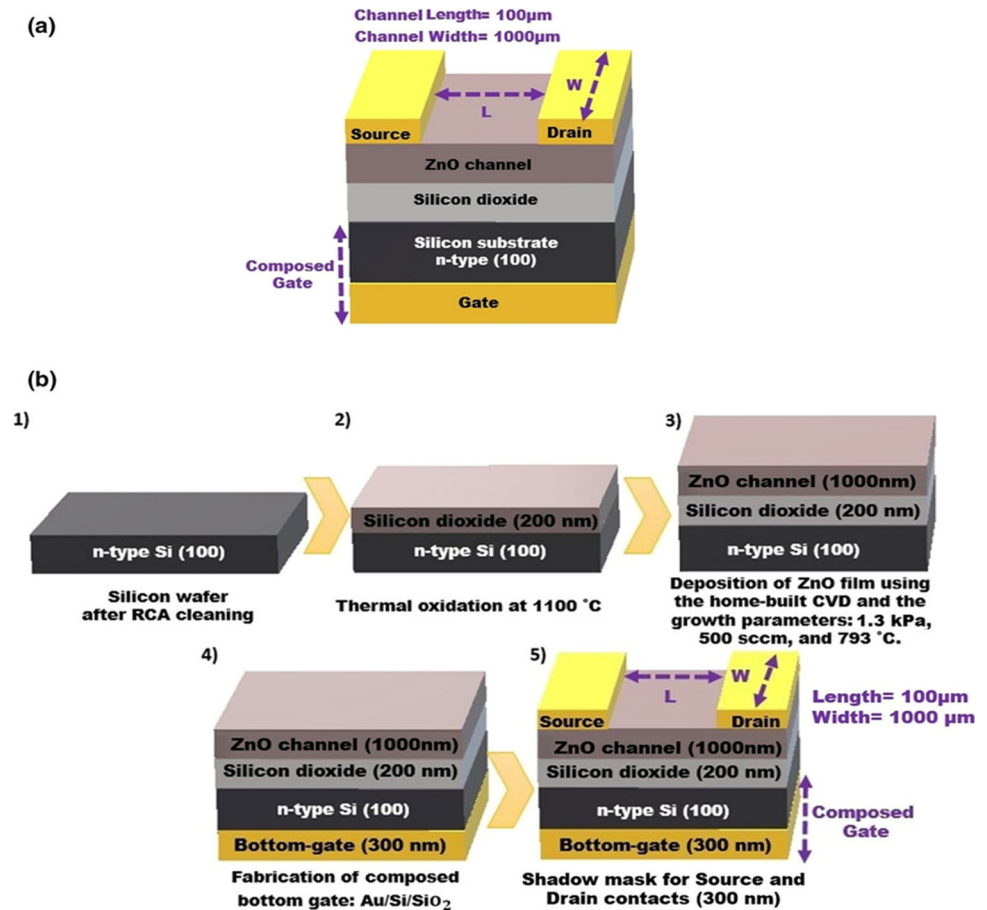 (a)
Channel Length= 100µm
Channel Width= 1000µm
W
L
Source
Drain
ZnO channel
Silicon dioxide
Silicon substrate
n-type (100)
Composed
Gate
Gate
(b)
1)
n-type Si (100)
Silicon wafer
after RCA cleaning
2)
Silicon dioxide (200 nm)
n-type Si (100)
Thermal oxidation at 1100 °C
3)
ZnO channel (1000nm)
Silicon dioxide (200 nm)
n-type Si (100)
Deposition of ZnO film using
the home-built CVD and the
growth parameters: 1.3 kPa,
500 sccm, and 793 °C.
4)
ZnO channel (1000nm)
Silicon dioxide (200 nm)
n-type Si (100)
Bottom-gate (300 nm)
Fabrication of composed
bottom gate: Au/Si/SiO₂
5)
W
L
Source
Drain
Length= 100µm
Width= 1000 µm
ZnO channel (1000nm)
Silicon dioxide (200 nm)
n-type Si (100)
Bottom-gate (300 nm)
Composed
Gate
Shadow mask for Source and
Drain contacts (300 nm)